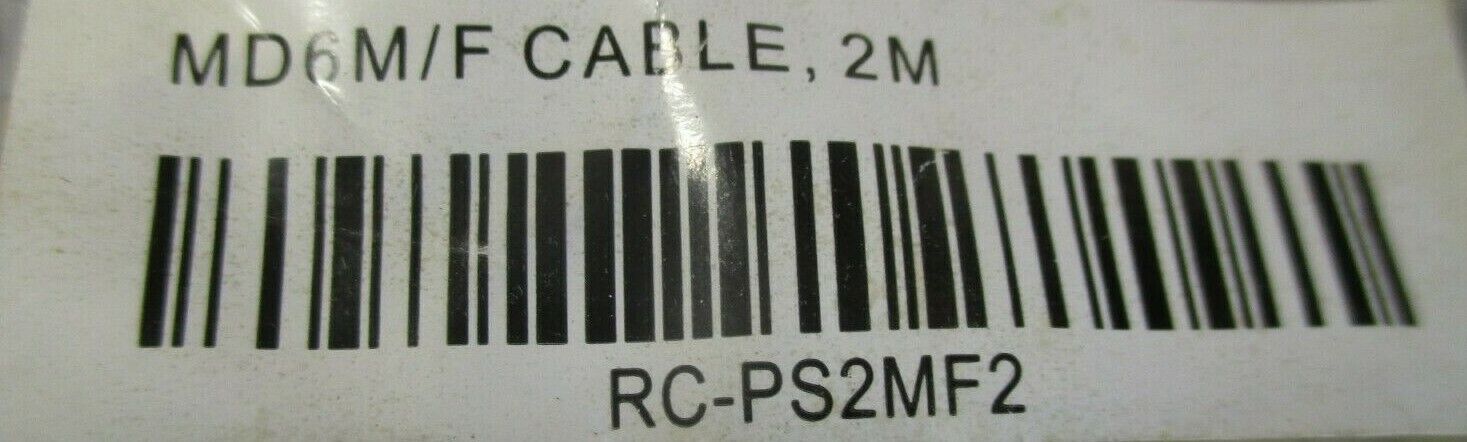 MD6M/F CABLE, 2M
RC-PS2MF2